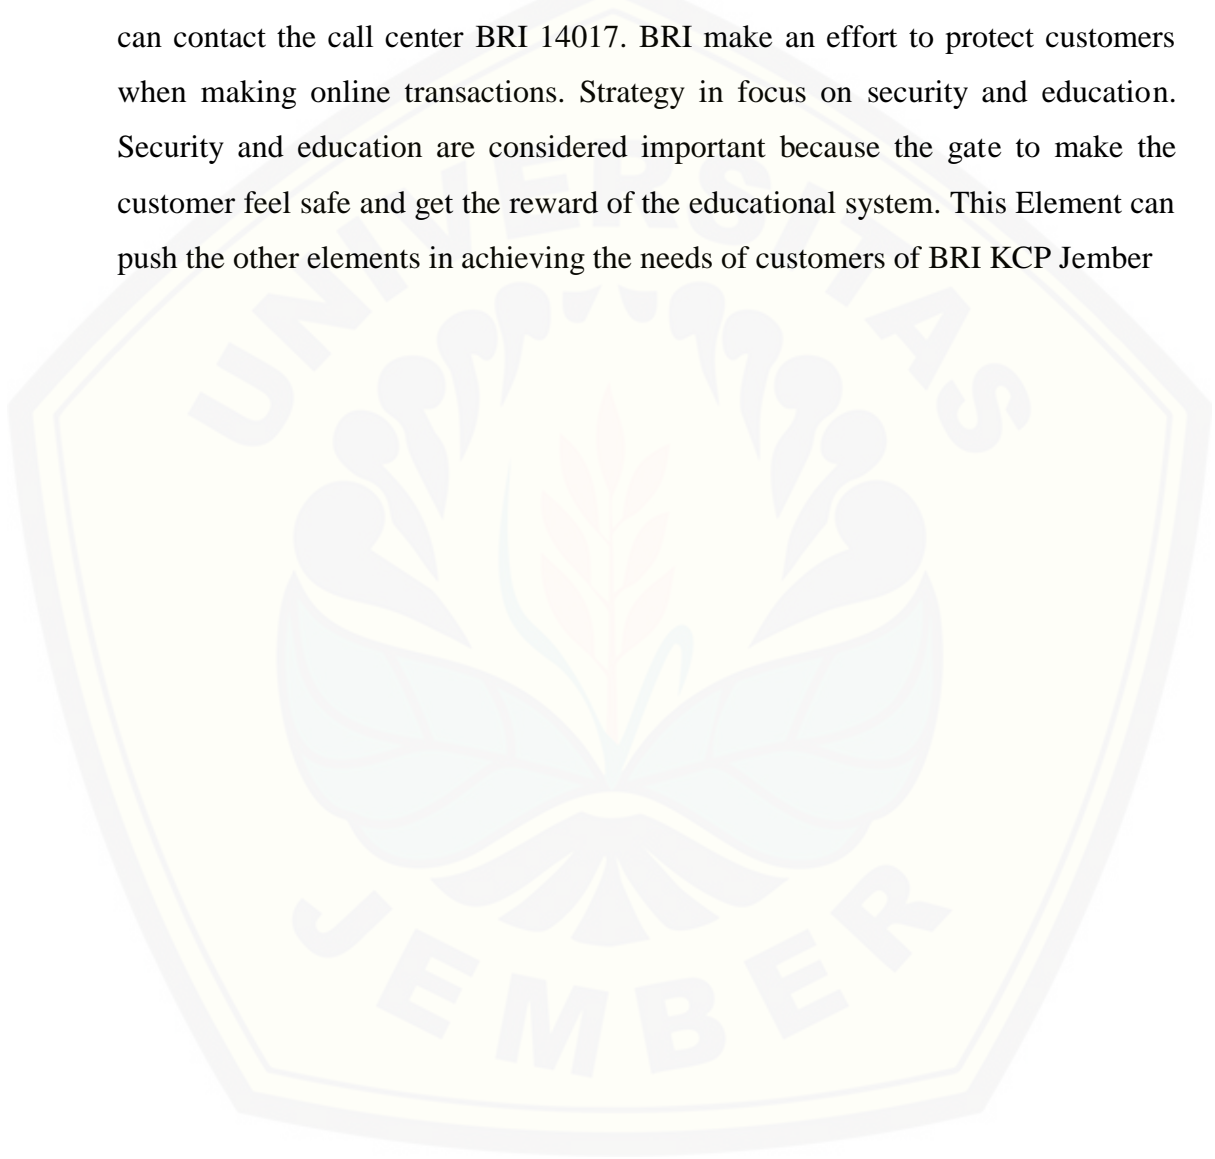 can contact the call center BRI 14017. BRI make an effort to protect customers
when making online transactions. Strategy in focus on security and education.
Security and education are considered important because the gate to make the
customer feel safe and get the reward of the educational system. This Element can
push the other elements in achieving the needs of customers of BRI KCP Jember
UNIVERSITAS
JEMBER